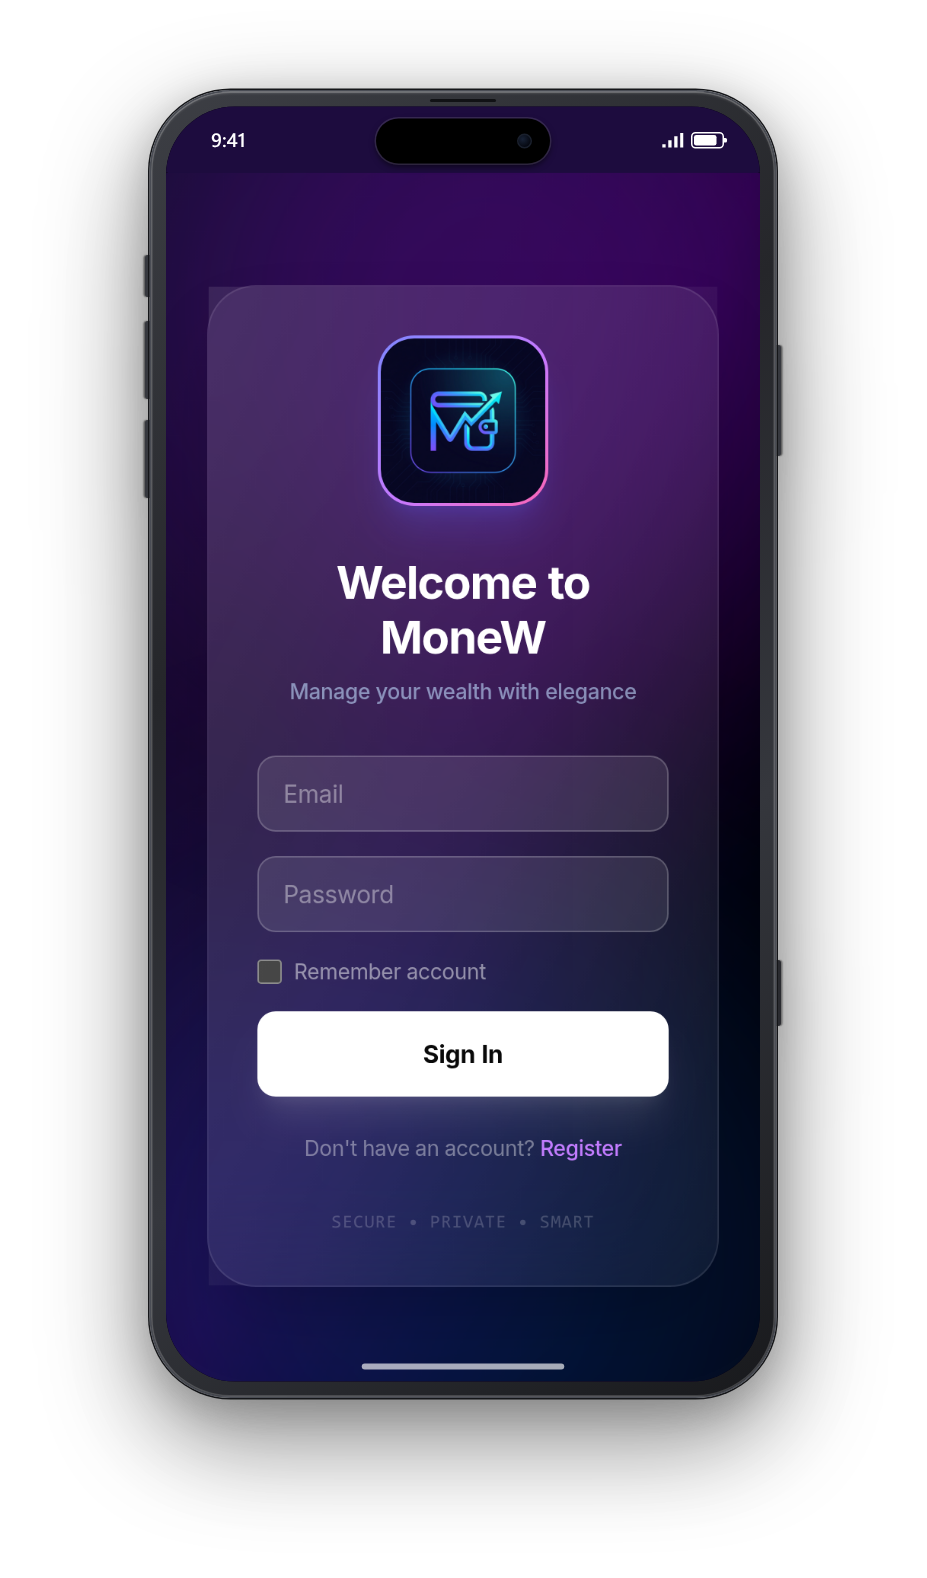 9:41
Welcome to
MoneW
Manage your wealth with elegance
Email
Password
Remember account
Sign In
Don't have an account? Register
SECURE • PRIVATE • SMART